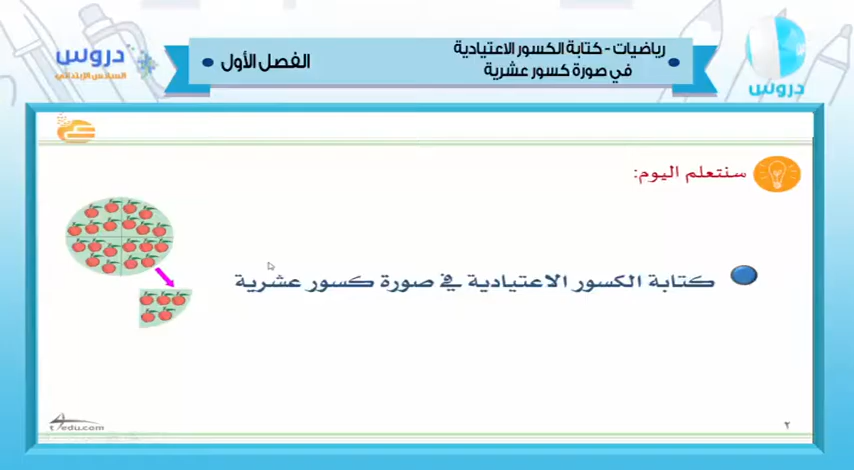 دروس
السادس الابتدائي
رياضيات - كتابة الكسور الاعتيادية
في صورة كسور عشرية
الفصل الأول
دروس
سنتعلم اليوم:
كتابة الكسور الاعتيادية في صورة كسور عشرية
t4edu.com
٢